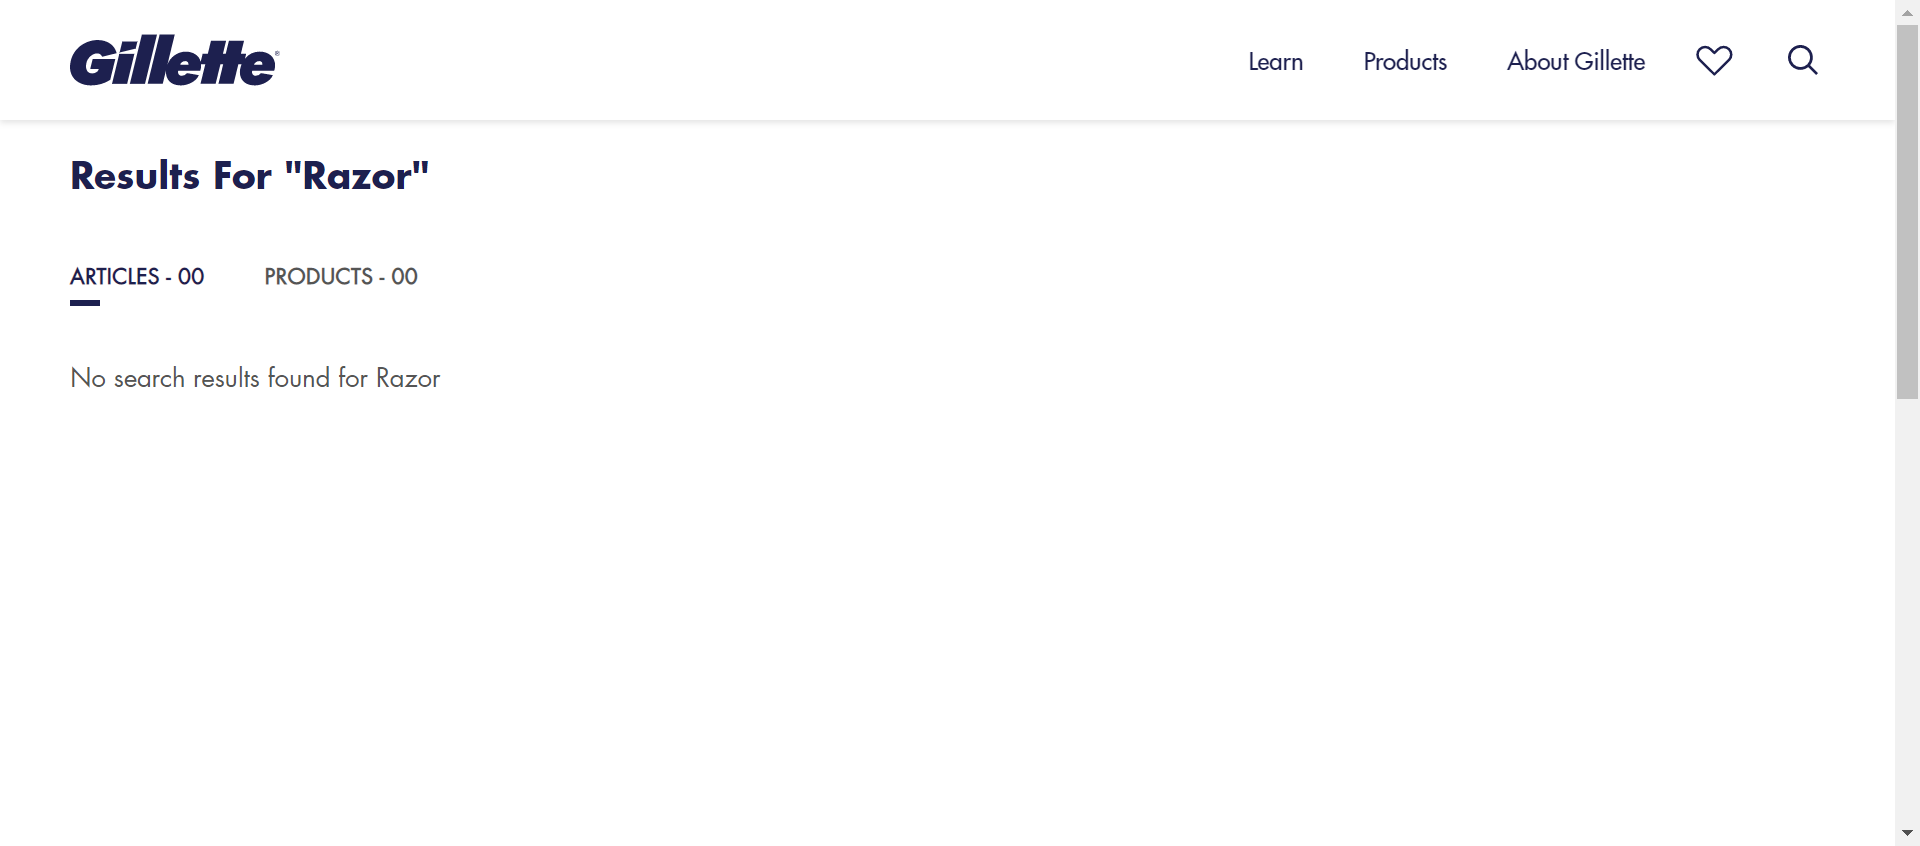 Gillette®
Learn
Products
About Gillette
Results For "Razor"
ARTICLES - 00
PRODUCTS - 00
No search results found for Razor